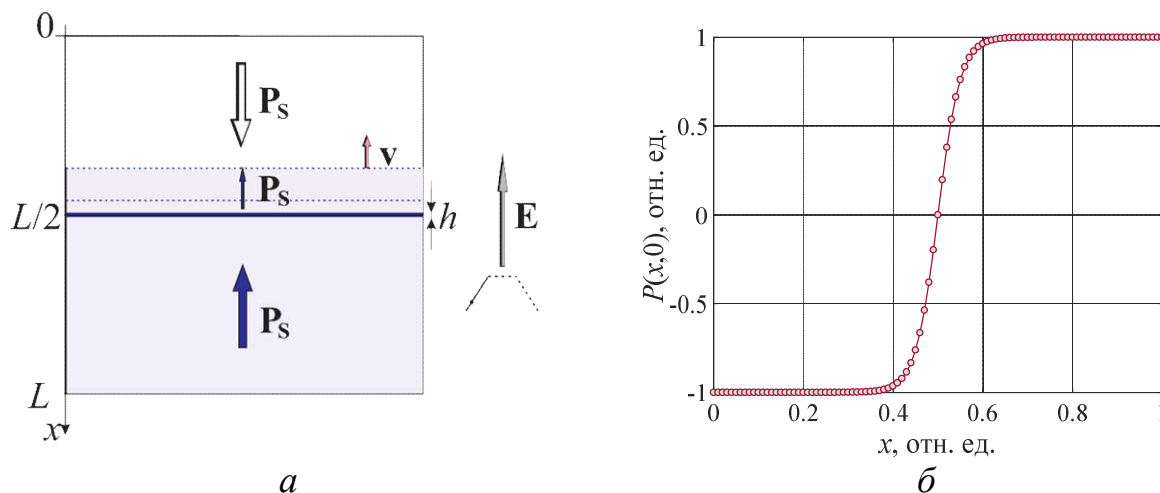 0
P_S
v
P_S
L/2
h
E
P_S
L
x
а
1
0.5
0
-0.5
-1
P(x,0), отн. ед.
0 0.2 0.4 0.6 0.8 1
x, отн. ед.
б